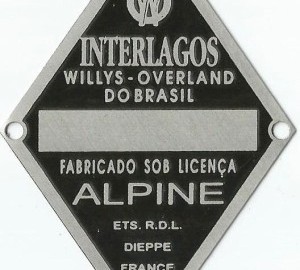 INTERLAGOS
WILLYS-OVERLAND
DO BRASIL
FABRICADO SOB LICENÇA
ALPINE
ETS. R.D.L.
DIEPPE
FRANCE